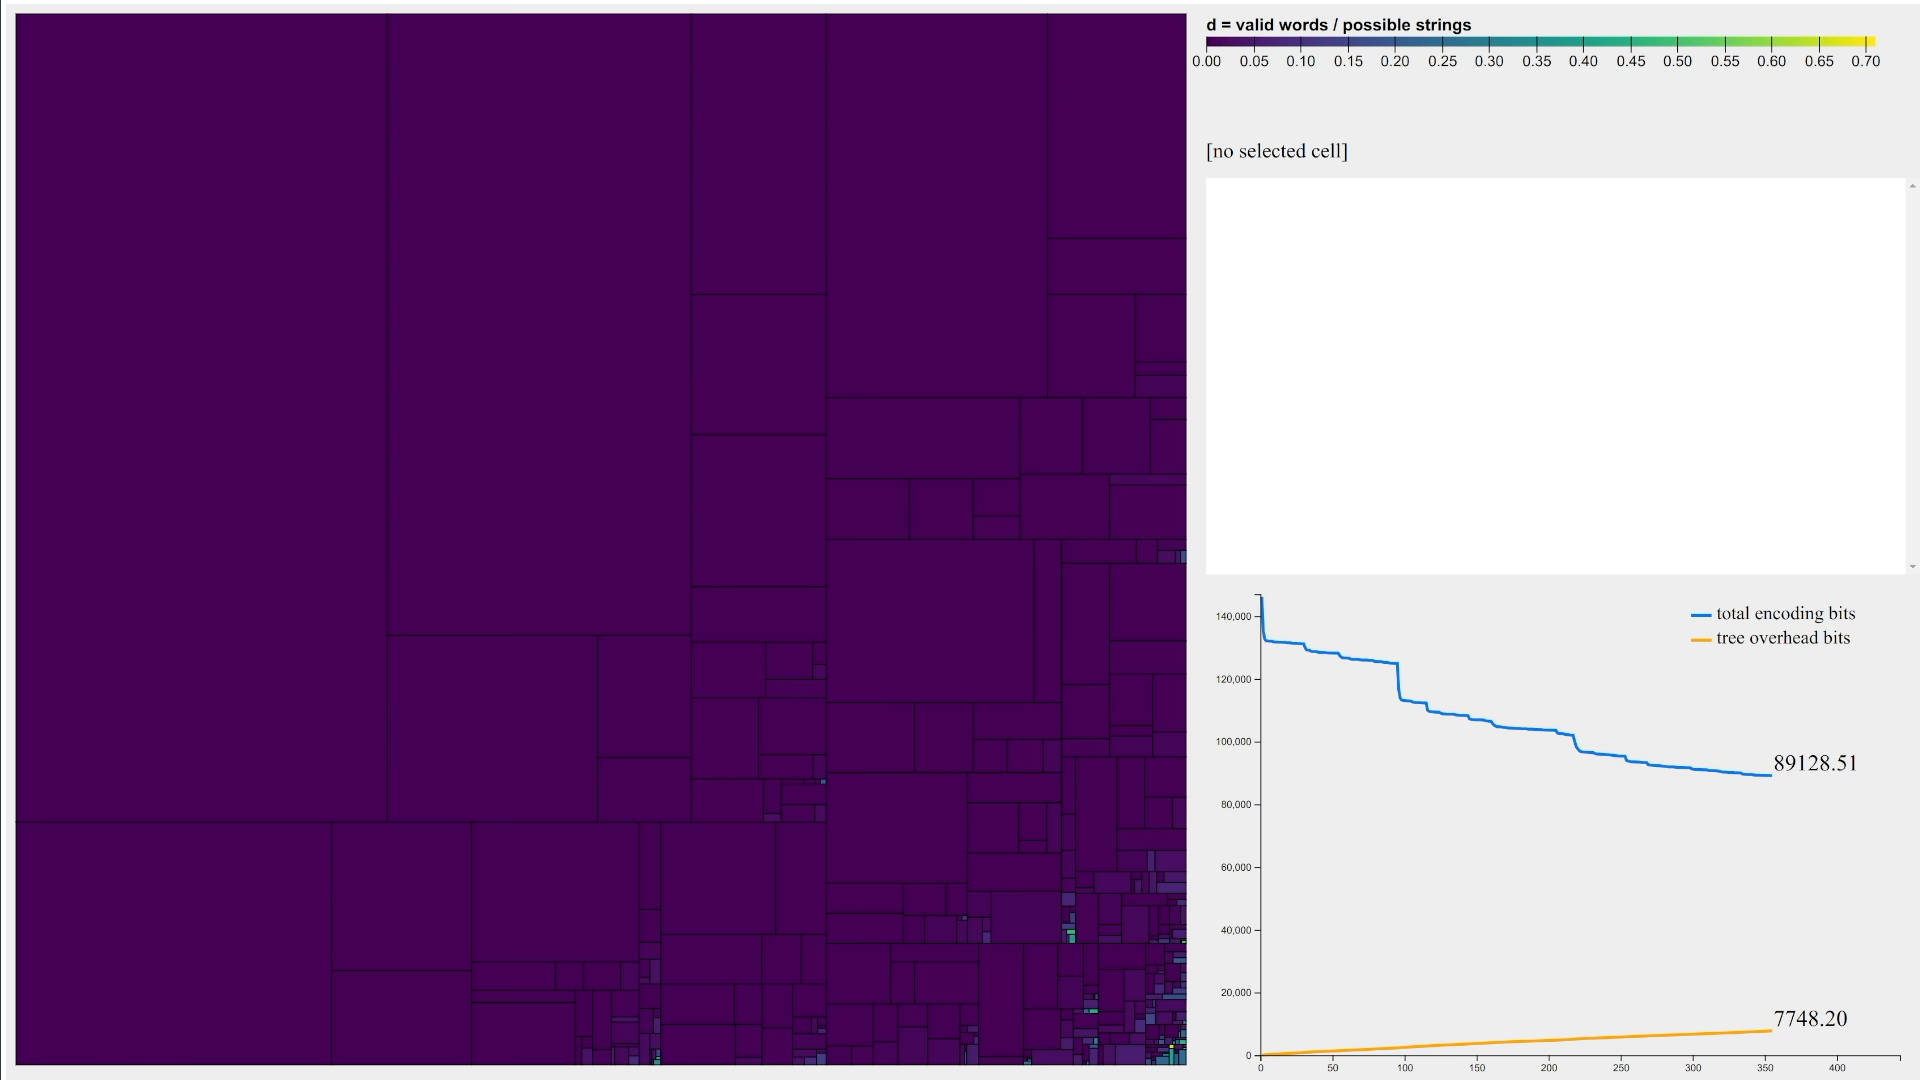 d = valid words / possible strings
0.00 0.05 0.10 0.15 0.20 0.25 0.30 0.35 0.40 0.45 0.50 0.55 0.60 0.65 0.70
[no selected cell]
total encoding bits
tree overhead bits
140,000
120,000
100,000
80,000
60,000
40,000
20,000
0
89128.51
7748.20
0 50 100 150 200 250 300 350 400